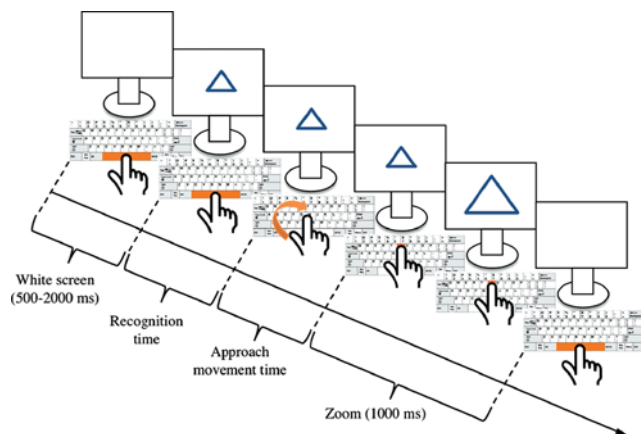 White screen
(500-2000 ms)
Recognition
time
Approach
movement time
Zoom (1000 ms)